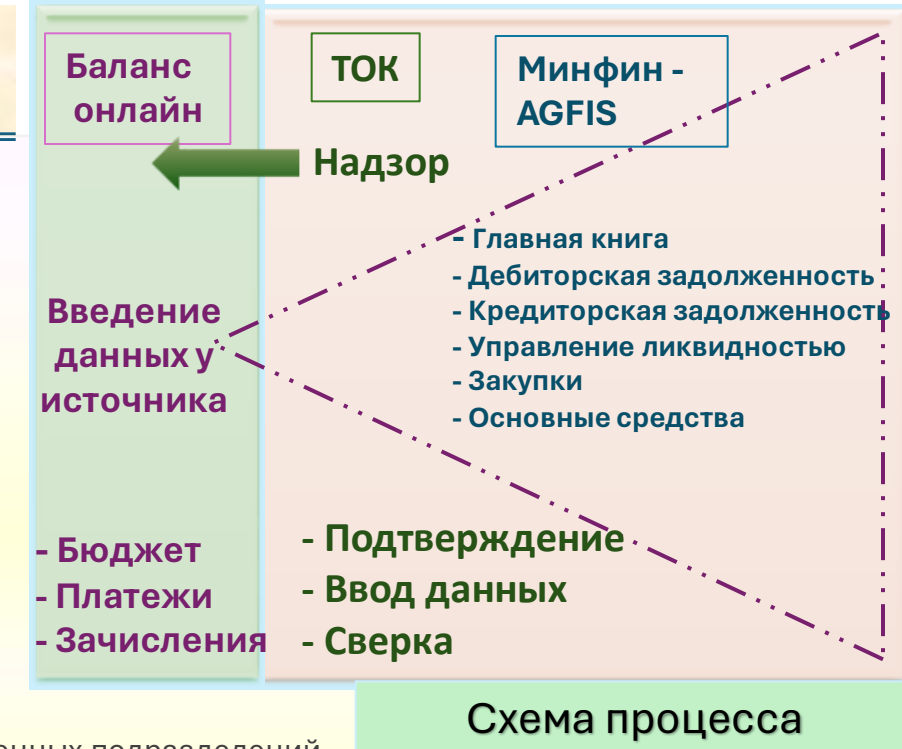 Баланс
онлайн
ТОК
Минфин -
AGFIS
Надзор
- Главная книга
- Дебиторская задолженность
- Кредиторская задолженность
- Управление ликвидностью
- Закупки
- Основные средства
Введение
данных у
источника
- Бюджет
- Платежи
- Зачисления
- Подтверждение
- Ввод данных
- Сверка
Схема процесса
подразделений